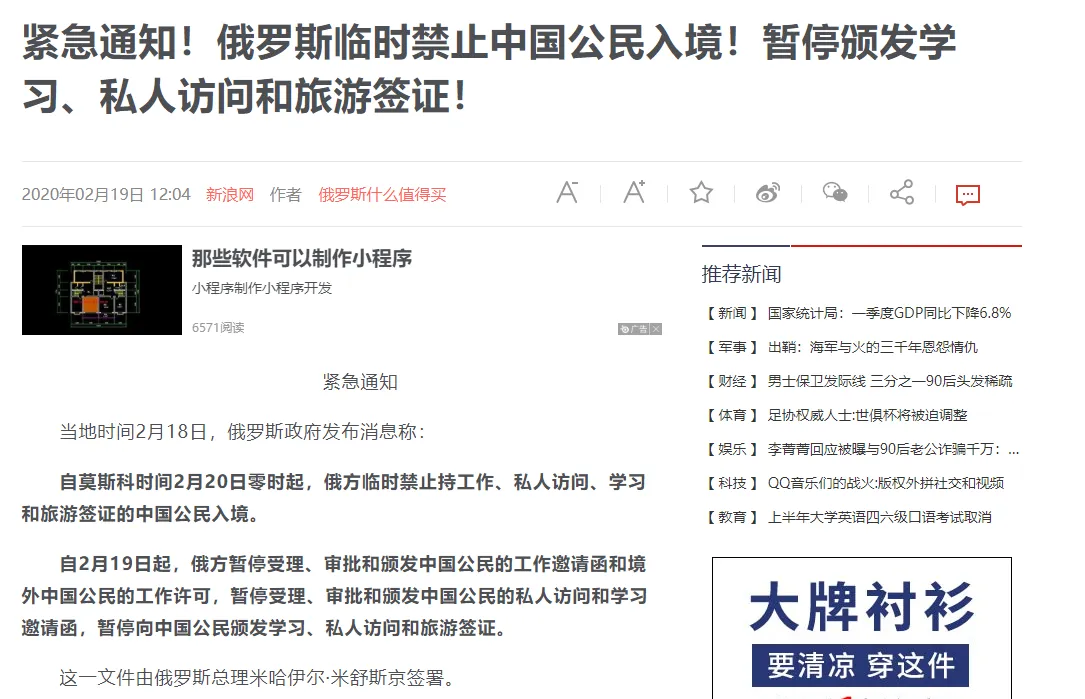 紧急通知！俄罗斯临时禁止中国公民入境！暂停颁发学
习、私人访问和旅游签证！
2020年02月19日 12:04 新浪网 作者 俄罗斯什么值得买
那些软件可以制作小程序
小程序制作小程序开发
6571阅读
广告
紧急通知
当地时间2月18日，俄罗斯政府发布消息称：
自莫斯科时间2月20日零时起，俄方临时禁止持工作、私人访问、学习
和旅游签证的中国公民入境。
自2月19日起，俄方暂停受理、审批和颁发中国公民的工作邀请函和境
外中国公民的工作许可，暂停受理、审批和颁发中国公民的私人访问和学习
邀请函，暂停向中国公民颁发学习、私人访问和旅游签证。
这一文件由俄罗斯总理米哈伊尔·米舒斯京签署。
推荐新闻
【 新闻 】 国家统计局：一季度GDP同比下降6.8%
【 军事 】 出鞘：海军与火的三千年恩怨情仇
【 财经 】 男士保卫发际线 三分之一90后头发稀疏
【 体育 】 足协权威人士:世俱杯将被迫调整
【 娱乐 】 李菁菁回应被曝与90后老公诈骗千万：...
【 科技 】 QQ音乐们的战火:版权外拼社交和视频
【 教育 】 上半年大学英语四六级口语考试取消
大牌衬衫
要清凉 穿这件